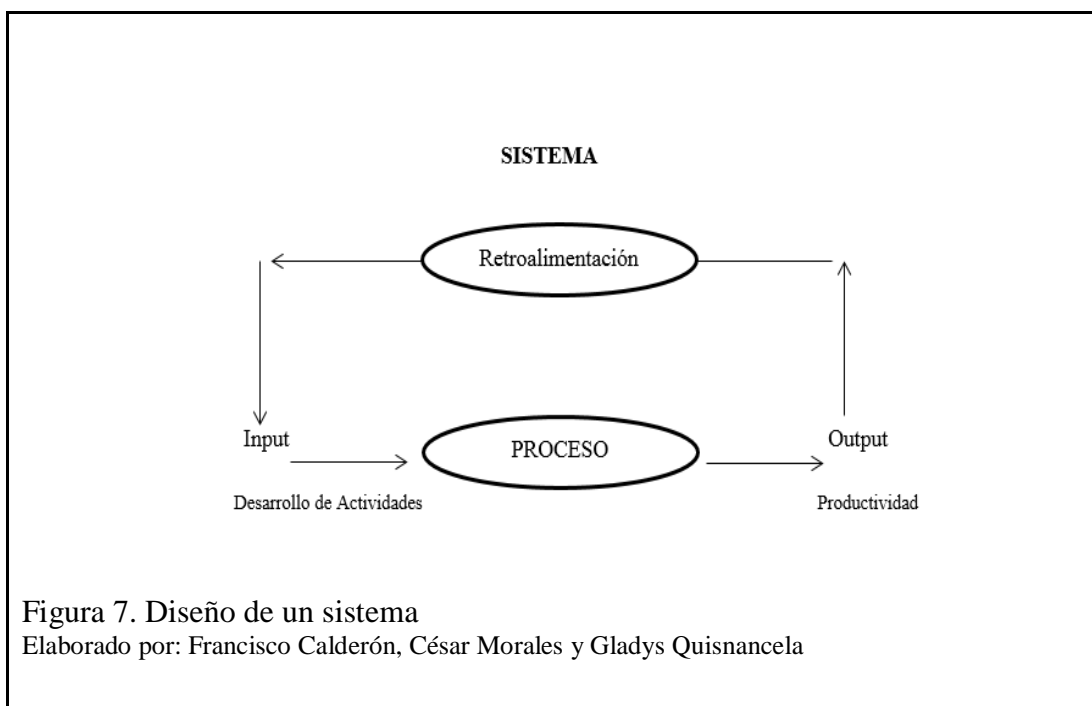 SISTEMA
Retroalimentación
Input
PROCESO
Output
Desarrollo de Actividades
Productividad
Figura 7. Diseño de un sistema
Elaborado por: Francisco Calderón, César Morales y Gladys Quisnancela